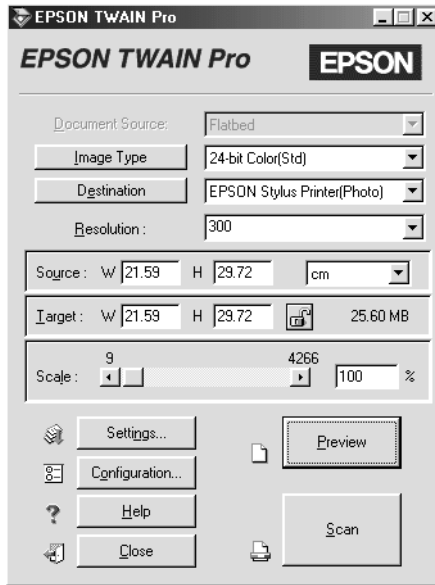 EPSON TWAIN Pro
EPSON TWAIN Pro EPSON
Document Source: Flatbed
Image Type 24-bit Color(Std)
Destination EPSON Stylus Printer(Photo)
Resolution : 300
Source : W 21.59 H 29.72 cm
Target : W 21.59 H 29.72 25.60 MB
9 4266
Scale : 100 %
Settings...
Preview
Configuration...
Help
Scan
Close